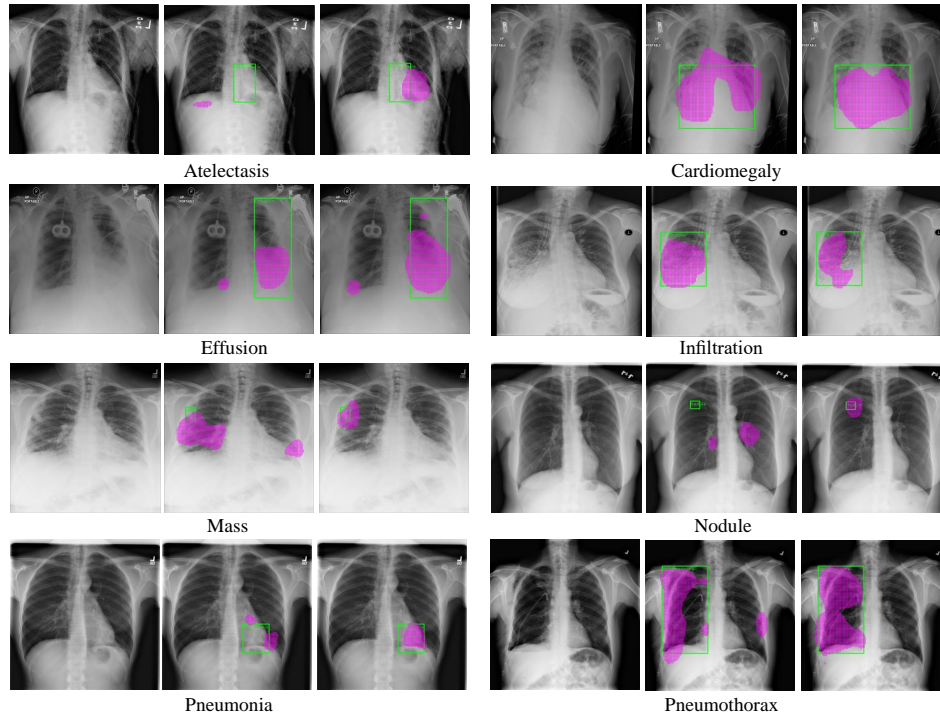 Atelectasis
Cardiomegaly
Effusion
Infiltration
Mass
Nodule
Pneumonia
Pneumothorax